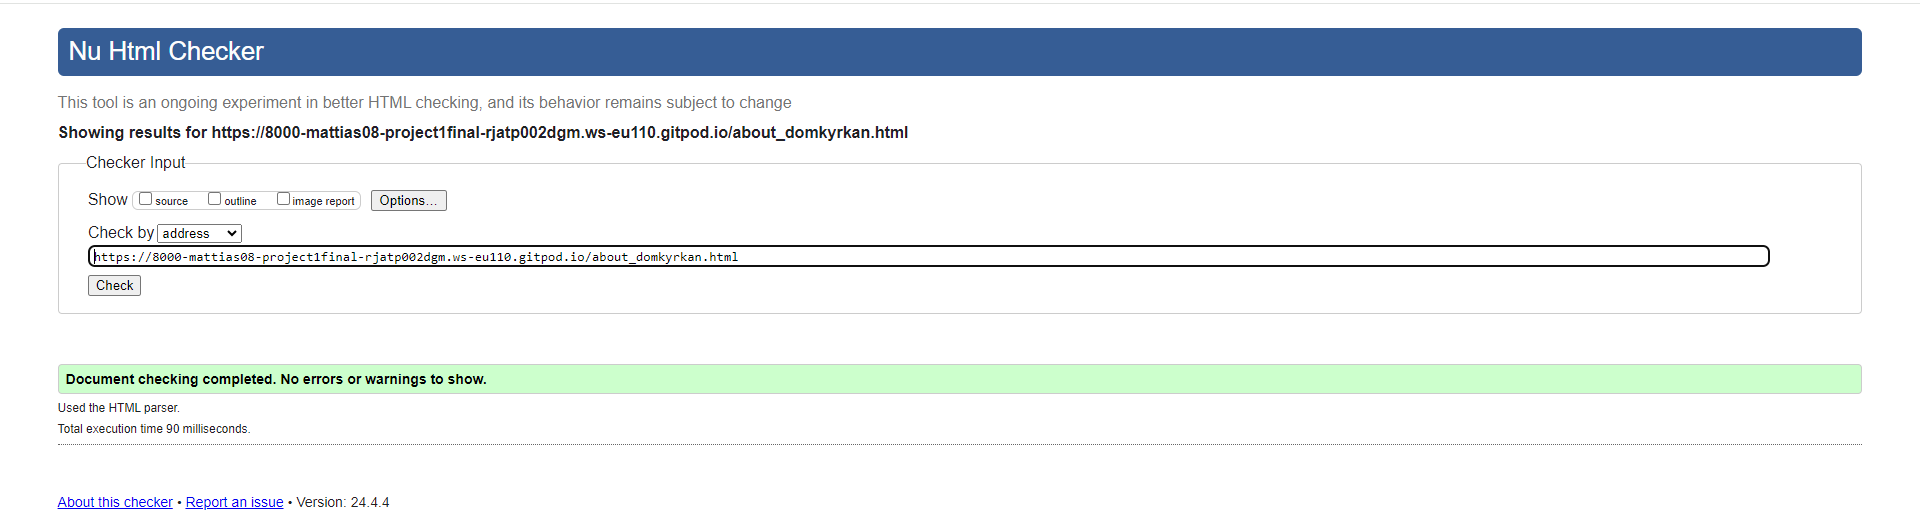 Nu Html Checker
This tool is an ongoing experiment in better HTML checking, and its behavior remains subject to change
Showing results for https://8000-mattias08-project1final-rjatp002dgm.ws-eu110.gitpod.io/about_domkyrkan.html
Checker Input
Show source outline image report Options...
Check by address
https://8000-mattias08-project1final-rjatp002dgm.ws-eu110.gitpod.io/about_domkyrkan.html
Check
Document checking completed. No errors or warnings to show.
Used the HTML parser.
Total execution time 90 milliseconds.
About this checker • Report an issue • Version: 24.4.4